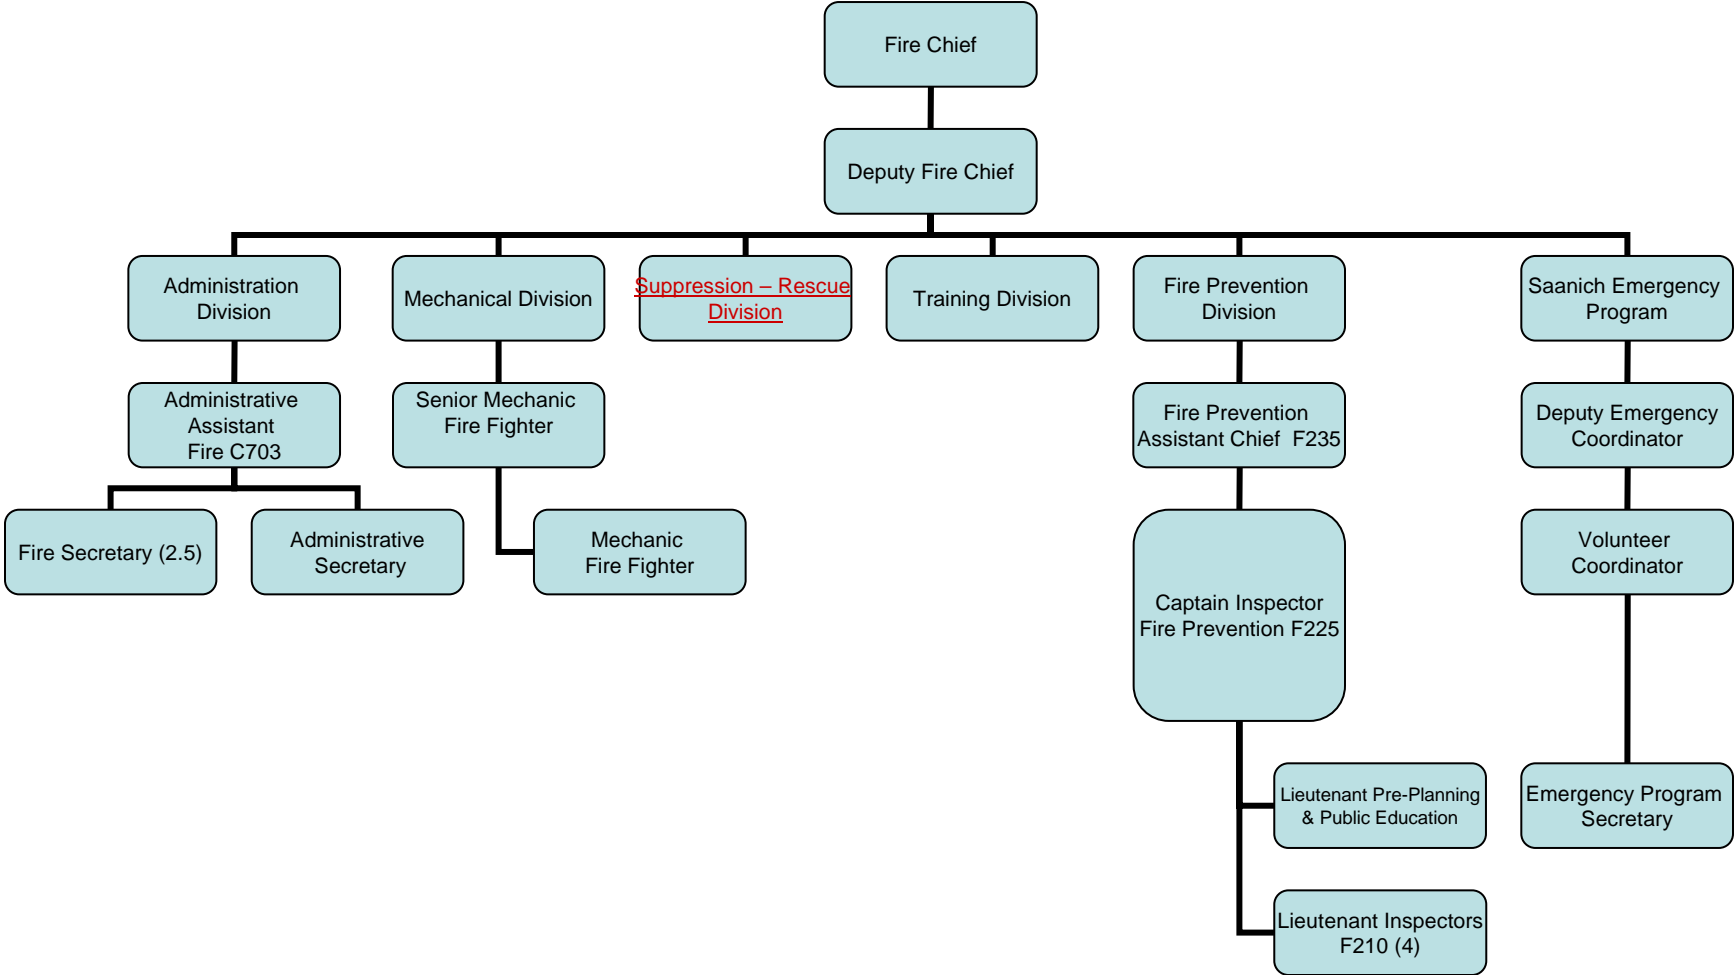 Fire Chief
Deputy Fire Chief
Administration
Division
Mechanical Division
Suppression – Rescue
Division
Training Division
Fire Prevention
Division
Saanich Emergency
Program
Administrative
Assistant
Fire C703
Senior Mechanic
Fire Fighter
Fire Prevention
Assistant Chief  F235
Deputy Emergency
Coordinator
Fire Secretary (2.5)
Administrative
Secretary
Mechanic
Fire Fighter
Captain Inspector
Fire Prevention F225
Volunteer
Coordinator
Lieutenant Pre-Planning
& Public Education
Emergency Program
Secretary
Lieutenant Inspectors
F210 (4)